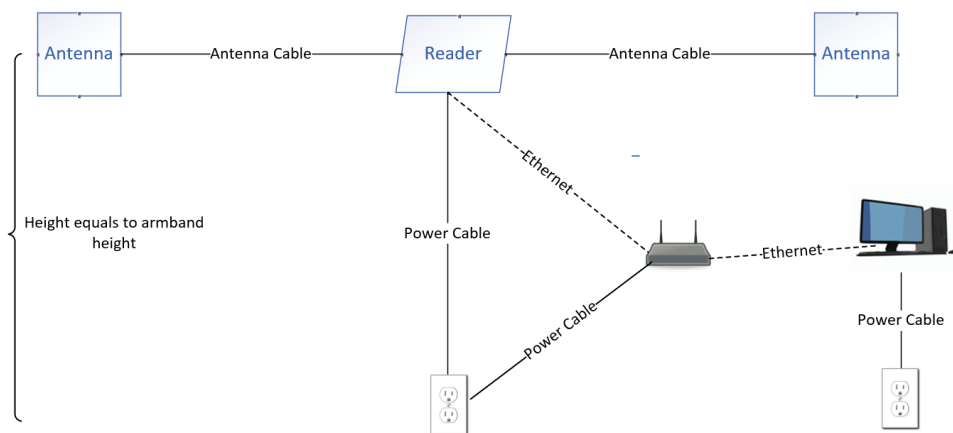 Antenna
Antenna Cable
Reader
Antenna Cable
Antenna
Ethernet
Height equals to armband
height
Power Cable
Ethernet
Power Cable
Power Cable